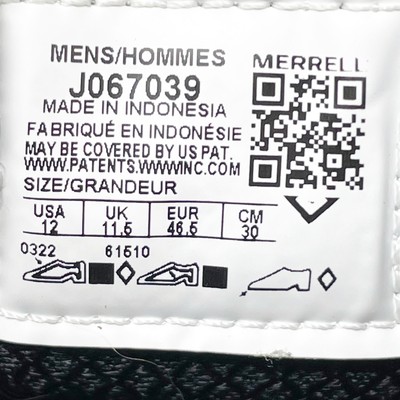 MENS/HOMMES
MERRELL
J067039
MADE IN INDONESIA
FABRIQUÉ EN INDONÉSIE
MAY BE COVERED BY US PAT.
WWW.PATENTS.WWWINC.COM
SIZE/GRANDEUR
USA UK EUR CM
12 11,5 46,5 30
0322 61510